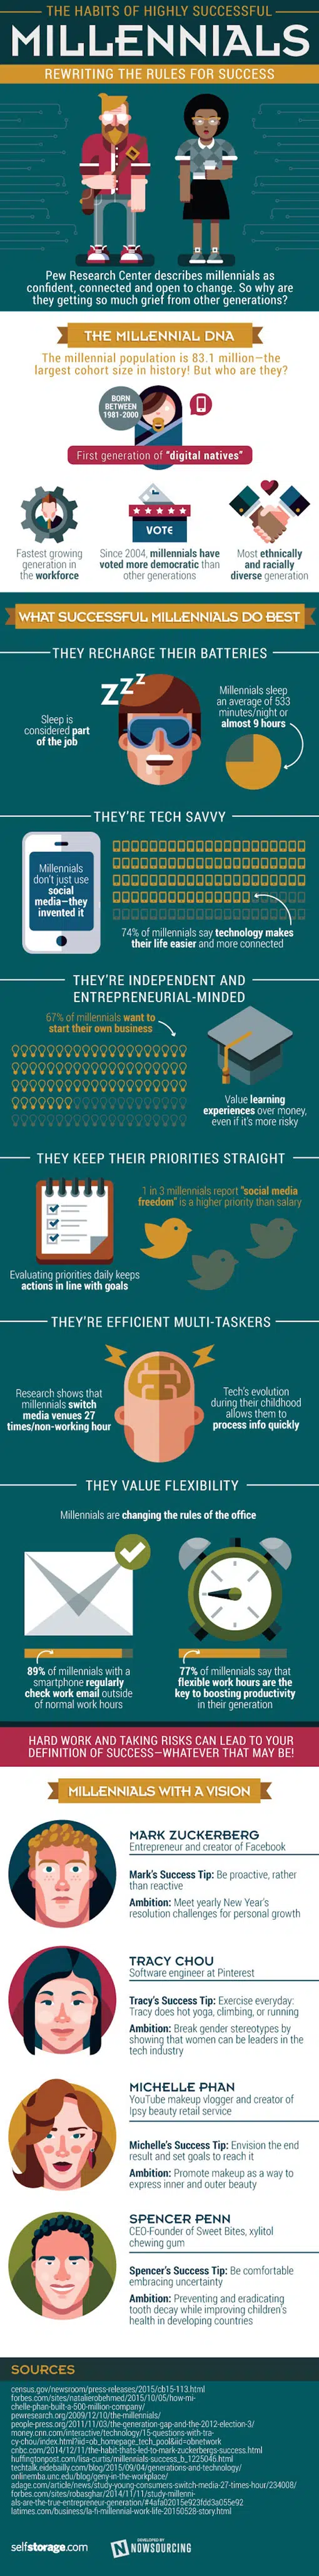 THE HABITS OF HIGHLY SUCCESSFUL
MILLENNIALS
REWRITING THE RULES FOR SUCCESS
Pew Research Center describes millennials as
confident, connected and open to change. So why are
they getting so much grief from other generations?
THE MILLENNIAL DNA
The millennial population is 83.1 million—the
largest cohort size in history! But who are they?
BORN
BETWEEN
1981-2000
First generation of "digital natives"
Fastest growing
generation in
the workforce
VOTE
Since 2004, millennials have
voted more democratic than
other generations
Most ethnically
and racially
diverse generation
WHAT SUCCESSFUL MILLENNIALS DO BEST
THEY RECHARGE THEIR BATTERIES
Sleep is
considered part
of the job
ZZZ
Millennials sleep
an average of 533
minutes/night or
almost 9 hours
THEY'RE TECH SAVVY
Millennials
don't just use
social
media—they
invented it
74% of millennials say technology makes
their life easier and more connected
THEY'RE INDEPENDENT AND
ENTREPRENEURIAL-MINDED
67% of millennials want to
start their own business
Value learning
experiences over money,
even if it's more risky
THEY KEEP THEIR PRIORITIES STRAIGHT
1 in 3 millennials report "social media
freedom" is a higher priority than salary
Evaluating priorities daily keeps
actions in line with goals
THEY'RE EFFICIENT MULTI-TASKERS
Research shows that
millennials switch
media venues 27
times/non-working hour
Tech's evolution
during their childhood
allows them to
process info quickly
THEY VALUE FLEXIBILITY
Millennials are changing the rules of the office
89% of millennials with a
smartphone regularly
check work email outside
of normal work hours
77% of millennials say that
flexible work hours are the
key to boosting productivity
in their generation
HARD WORK AND TAKING RISKS CAN LEAD TO YOUR
DEFINITION OF SUCCESS—WHATEVER THAT MAY BE!
MILLENNIALS WITH A VISION
MARK ZUCKERBERG
Entrepreneur and creator of Facebook
Mark's Success Tip: Be proactive, rather
than reactive
Ambition: Meet yearly New Year's
resolution challenges for personal growth
TRACY CHOU
Software engineer at Pinterest
Tracy's Success Tip: Exercise everyday:
Tracy does hot yoga, climbing, or running
Ambition: Break gender stereotypes by
showing that women can be leaders in the
tech industry
MICHELLE PHAN
YouTube makeup vlogger and creator of
Ipsy beauty retail service
Michelle's Success Tip: Envision the end
result and set goals to reach it
Ambition: Promote makeup as a way to
express inner and outer beauty
SPENCER PENN
CEO-Founder of Sweet Bites, xylitol
chewing gum
Spencer's Success Tip: Be comfortable
embracing uncertainty
Ambition: Preventing and eradicating
tooth decay while improving children's
health in developing countries
SOURCES
census.gov/newsroom/press-releases/2015/cb15-113.html
forbes.com/sites/natalierobehmed/2015/10/05/how-mi-
chelle-phan-built-a-500-million-company/
pewresearch.org/2009/12/10/the-millennials/
people-press.org/2011/11/03/the-generation-gap-and-the-2012-election-3/
money.cnn.com/interactive/technology/15-questions-with-tra-
cy-chou/index.html?iid=ob_homepage_tech_pool&iid=obnetwork
cnbc.com/2014/12/11/the-habit-thats-led-to-mark-zuckerbergs-success.html
huffingtonpost.com/lisa-curtis/millennials-success_b_1225046.html
techtalk.eidebailly.com/blog/2015/09/04/generations-and-technology/
onlinemba.unc.edu/blog/geny-in-the-workplace/
adage.com/article/news/study-young-consumers-switch-media-27-times-hour/234008/
forbes.com/sites/robasghar/2014/11/11/study-millenni-
als-are-the-true-entrepreneur-generation/#4afa02015e923fdd3a055e92
latimes.com/business/la-fi-millennial-work-life-20150528-story.html
selfstorage.com
DEVELOPED BY
N NOWSOURCING